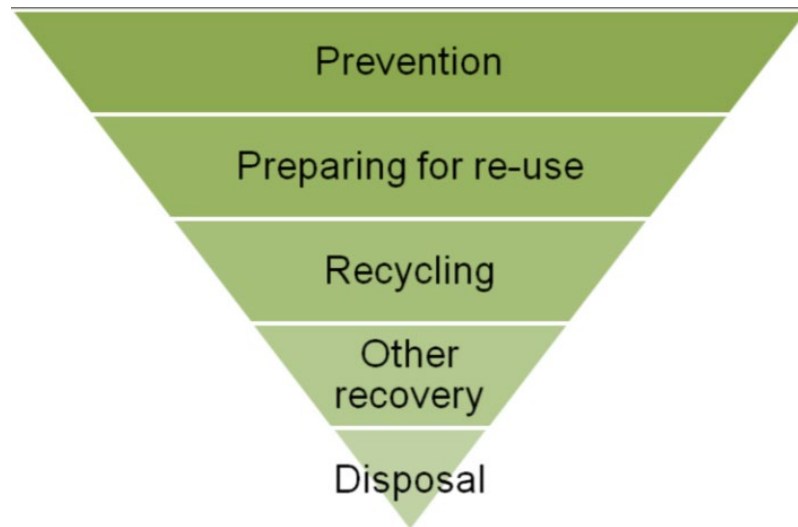 Prevention
Preparing for re-use
Recycling
Other
recovery
Disposal